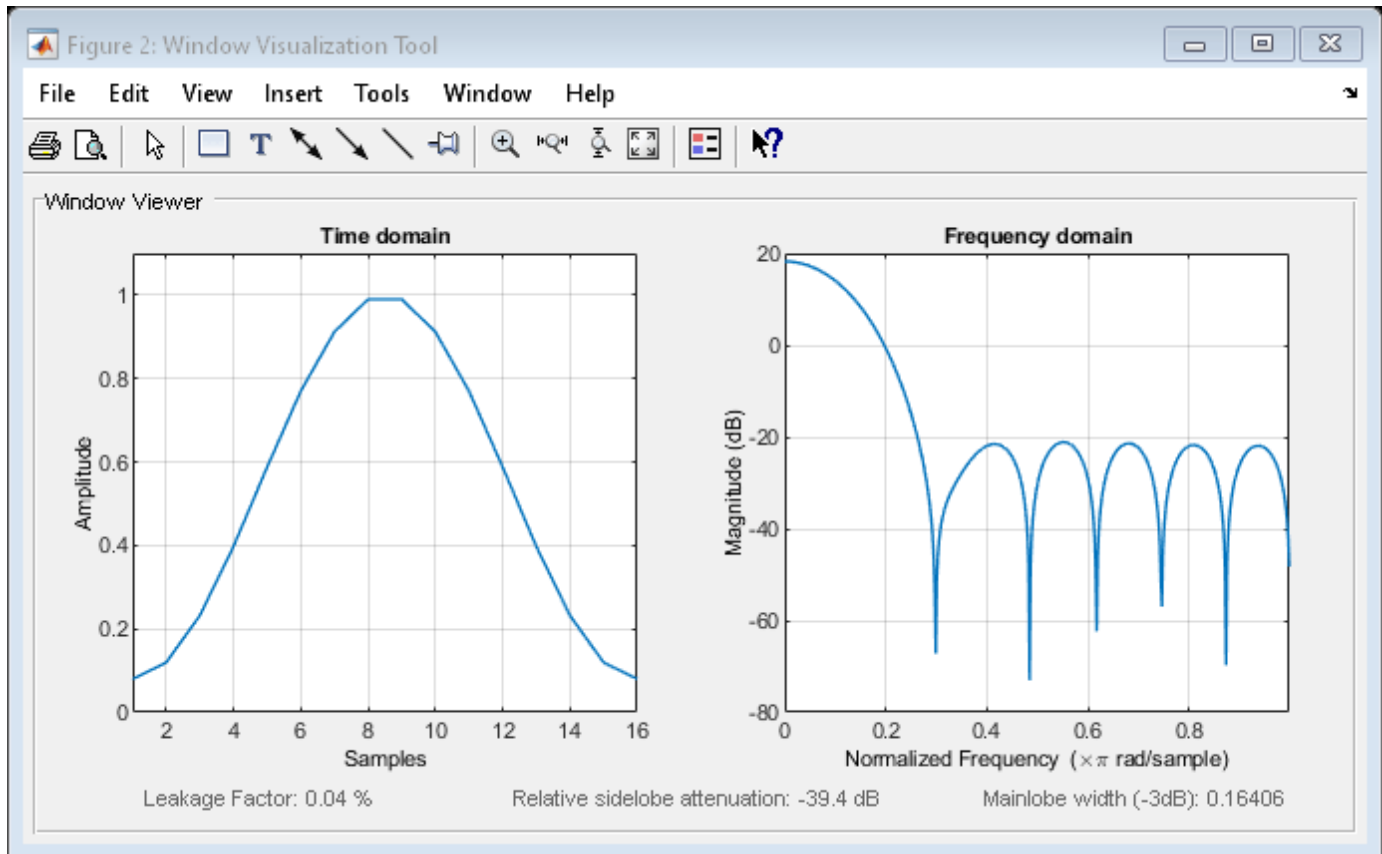 Figure 2: Window Visualization Tool
File Edit View Insert Tools Window Help
T
Window Viewer
Time domain
1
0.8
0.6
0.4
0.2
0
2 4 6 8 10 12 14 16
Amplitude
Samples
Frequency domain
20
0
-20
-40
-60
-80
0 0.2 0.4 0.6 0.8
Magnitude (dB)
Normalized Frequency (×π rad/sample)
Leakage Factor: 0.04 %
Relative sidelobe attenuation: -39.4 dB
Mainlobe width (-3dB): 0.16406